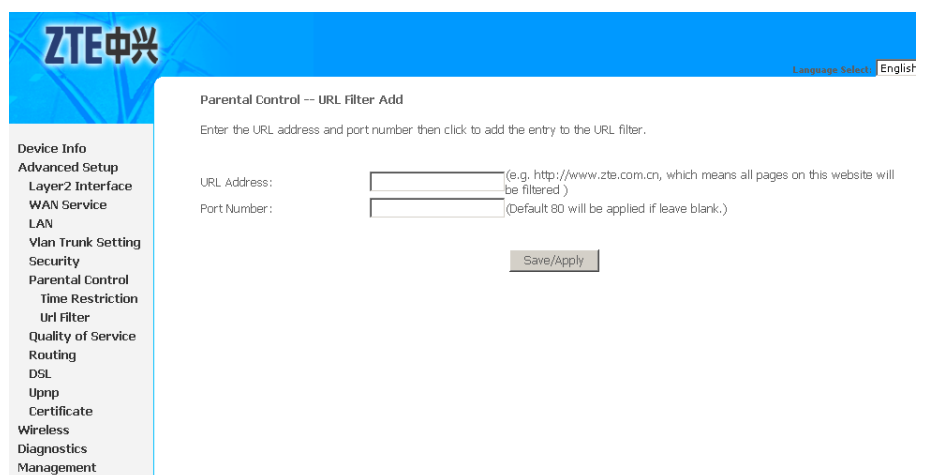 ZTE中兴
Language Select: English
Parental Control -- URL Filter Add
Enter the URL address and port number then click to add the entry to the URL filter.
URL Address:
(e.g. http://www.zte.com.cn, which means all pages on this website will
be filtered )
Port Number:
(Default 80 will be applied if leave blank.)
Save/Apply
Device Info
Advanced Setup
Layer2 Interface
WAN Service
LAN
Vlan Trunk Setting
Security
Parental Control
Time Restriction
Url Filter
Quality of Service
Routing
DSL
Upnp
Certificate
Wireless
Diagnostics
Management